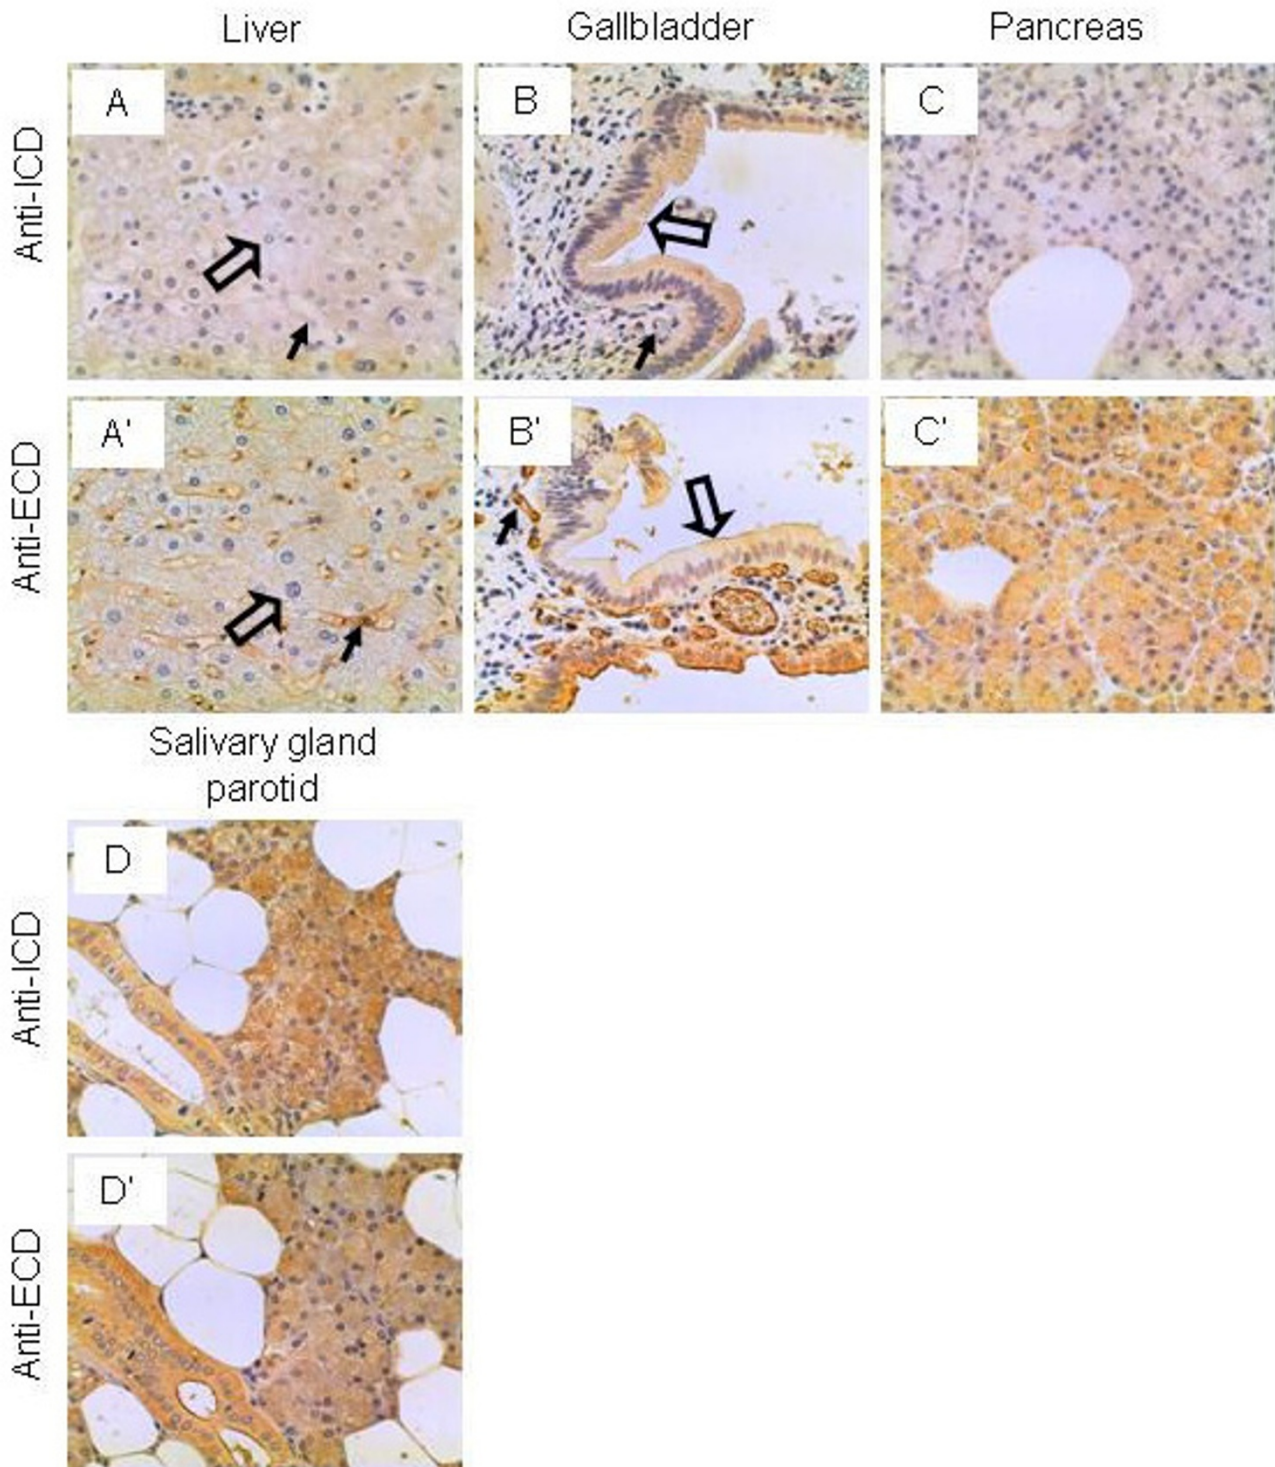 Liver
Gallbladder
Pancreas
Anti-ICD
A
B
C
Anti-ECD
A'
B'
C'
Salivary gland
parotid
Anti-ICD
D
Anti-ECD
D'